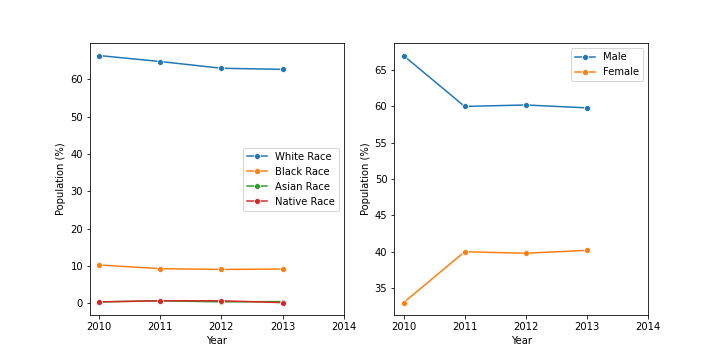 60
50
40
30
20
10
0
Population (%)
2010 2011 2012 2013 2014
Year
White Race
Black Race
Asian Race
Native Race
65
60
55
50
45
40
35
Population (%)
2010 2011 2012 2013 2014
Year
Male
Female